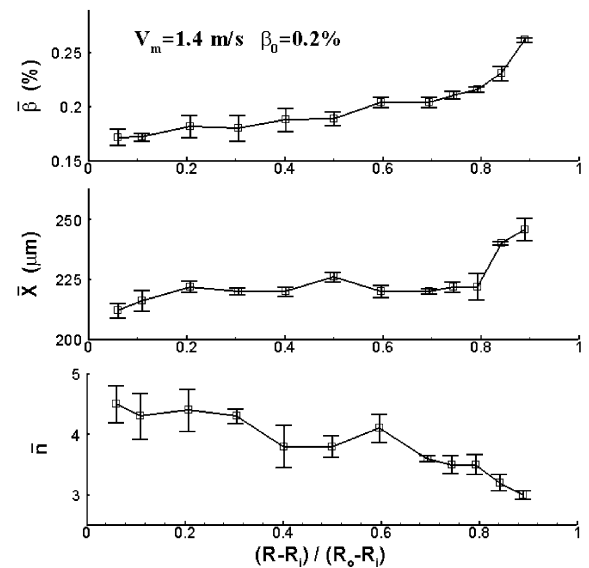 V_m=1.4 m/s β_0=0.2%
0.25
0.2
0.15
β̄ (%)
0.2 0.4 0.6 0.8 1
250
225
200
X̄ (μm)
0.2 0.4 0.6 0.8 1
5
4
3
n̄
0 0.2 0.4 0.6 0.8 1
(R-R_i) / (R_o-R_i)